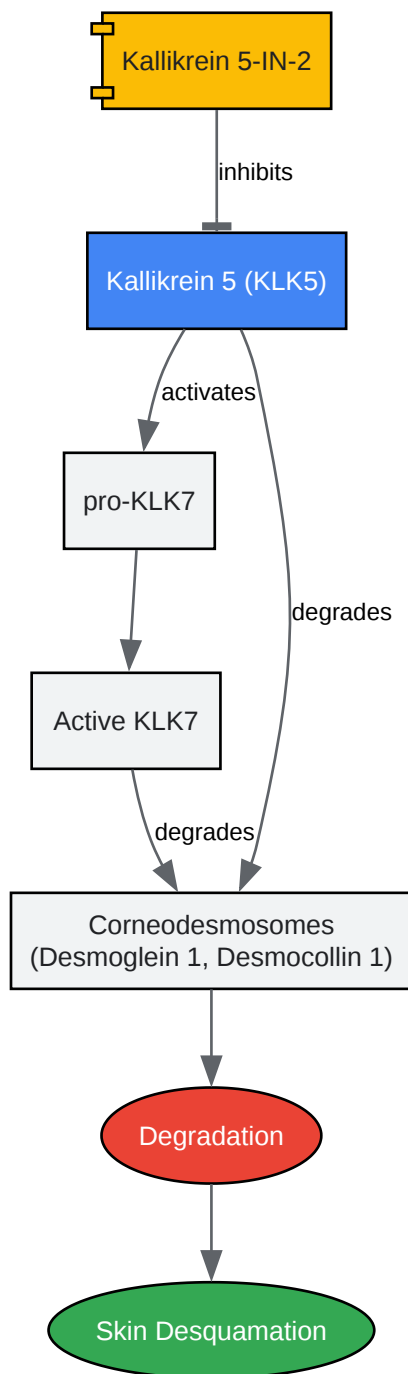 Kallikrein 5-IN-2
inhibits
Kallikrein 5 (KLK5)
activates
pro-KLK7
degrades
Active KLK7
degrades
Corneodesmosomes
(Desmoglein 1, Desmocollin 1)
Degradation
Skin Desquamation